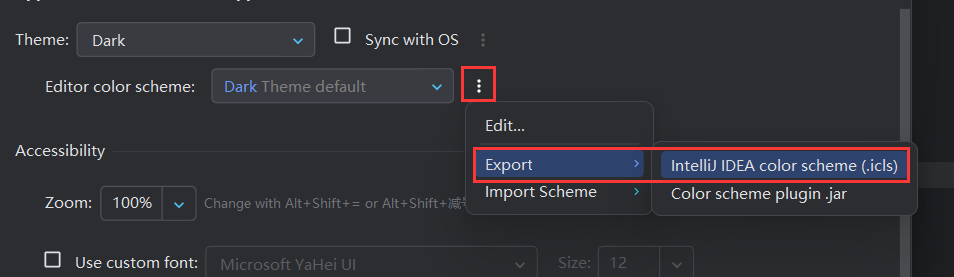 Theme: Dark Sync with OS
Editor color scheme: Dark Theme default
Edit...
Accessibility
Export IntelliJ IDEA color scheme (.icls)
Import Scheme Color scheme plugin .jar
Zoom: 100% Change with Alt+Shift+= or Alt+Shift+减
Use custom font: Microsoft YaHei UI Size: 12